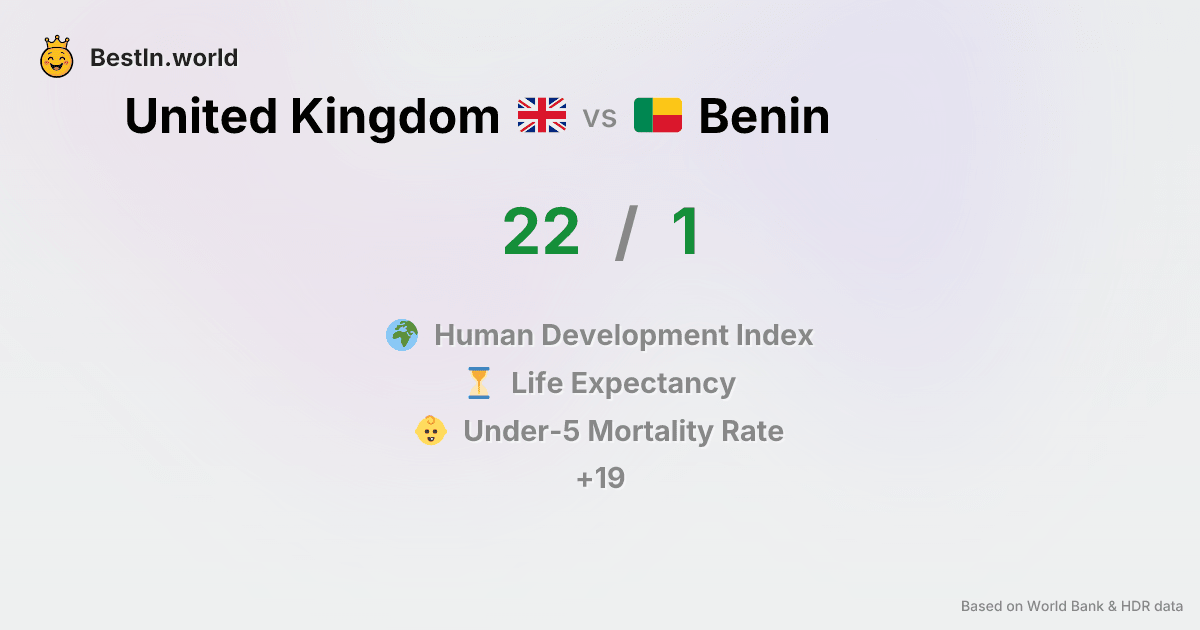 BestIn.world
United Kingdom vs Benin
22 / 1
Human Development Index
Life Expectancy
Under-5 Mortality Rate
+19
Based on World Bank & HDR data